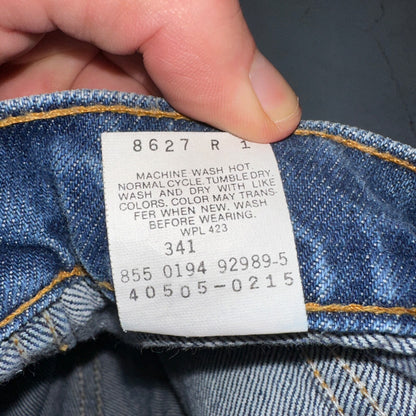 8627 R 1
MACHINE WASH HOT
NORMAL CYCLE. TUMBLE DRY.
WASH AND DRY WITH LIKE
COLORS. COLOR MAY TRANS-
FER WHEN NEW. WASH
BEFORE WEARING.
WPL 423
341
855 0194 92989-5
40505-0215